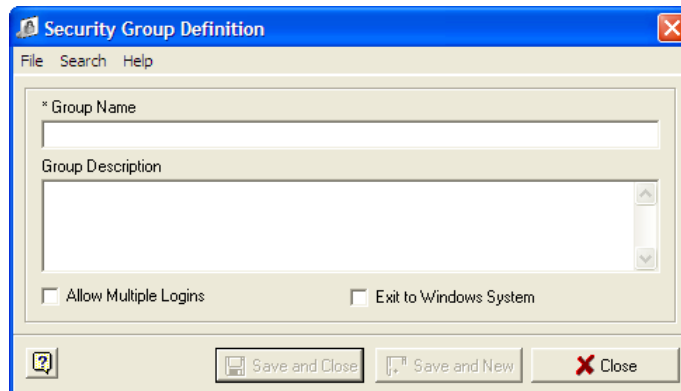 Security Group Definition
File Search Help
* Group Name
Group Description
Allow Multiple Logins Exit to Windows System
Save and Close Save and New Close